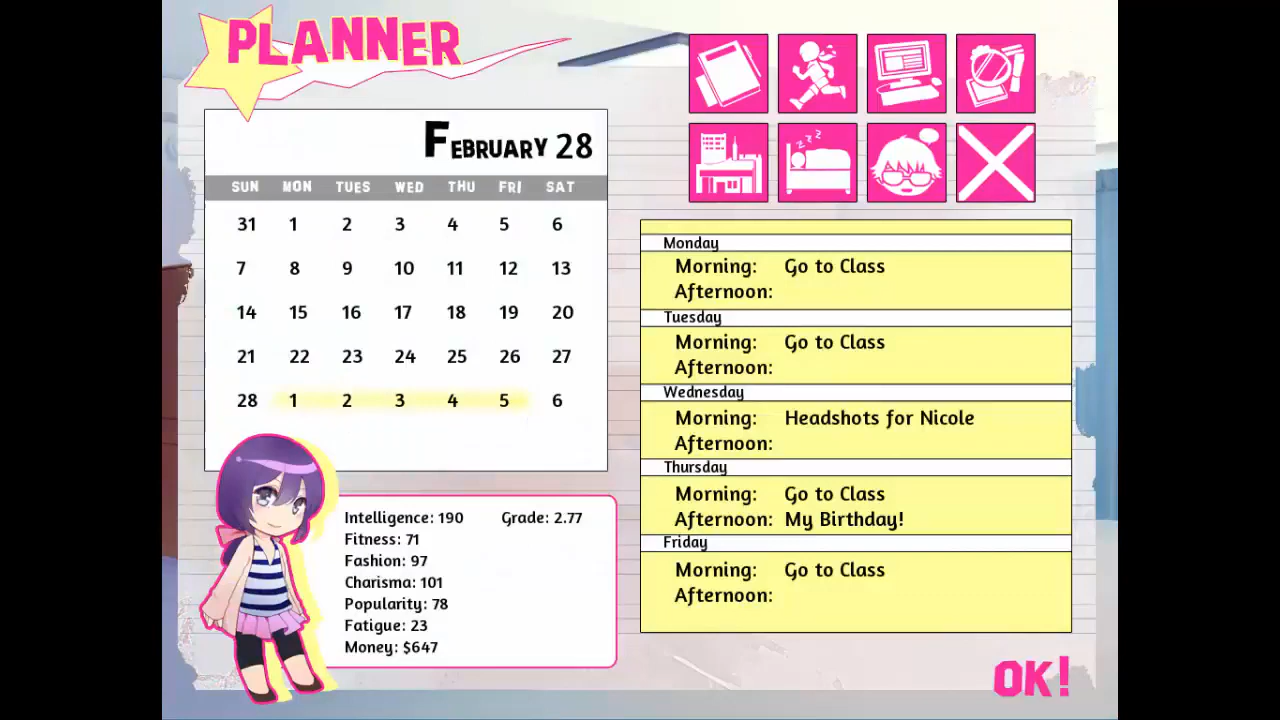 PLANNER
FEBRUARY 28
SUN MON TUES WED THU FRI SAT
31 1 2 3 4 5 6
7 8 9 10 11 12 13
14 15 16 17 18 19 20
21 22 23 24 25 26 27
28 1 2 3 4 5 6
Intelligence: 190 Grade: 2.77
Fitness: 71
Fashion: 97
Charisma: 101
Popularity: 78
Fatigue: 23
Money: $647
z z z
Monday
Morning: Go to Class
Afternoon:
Tuesday
Morning: Go to Class
Afternoon:
Wednesday
Morning: Headshots for Nicole
Afternoon:
Thursday
Morning: Go to Class
Afternoon: My Birthday!
Friday
Morning: Go to Class
Afternoon:
OK!